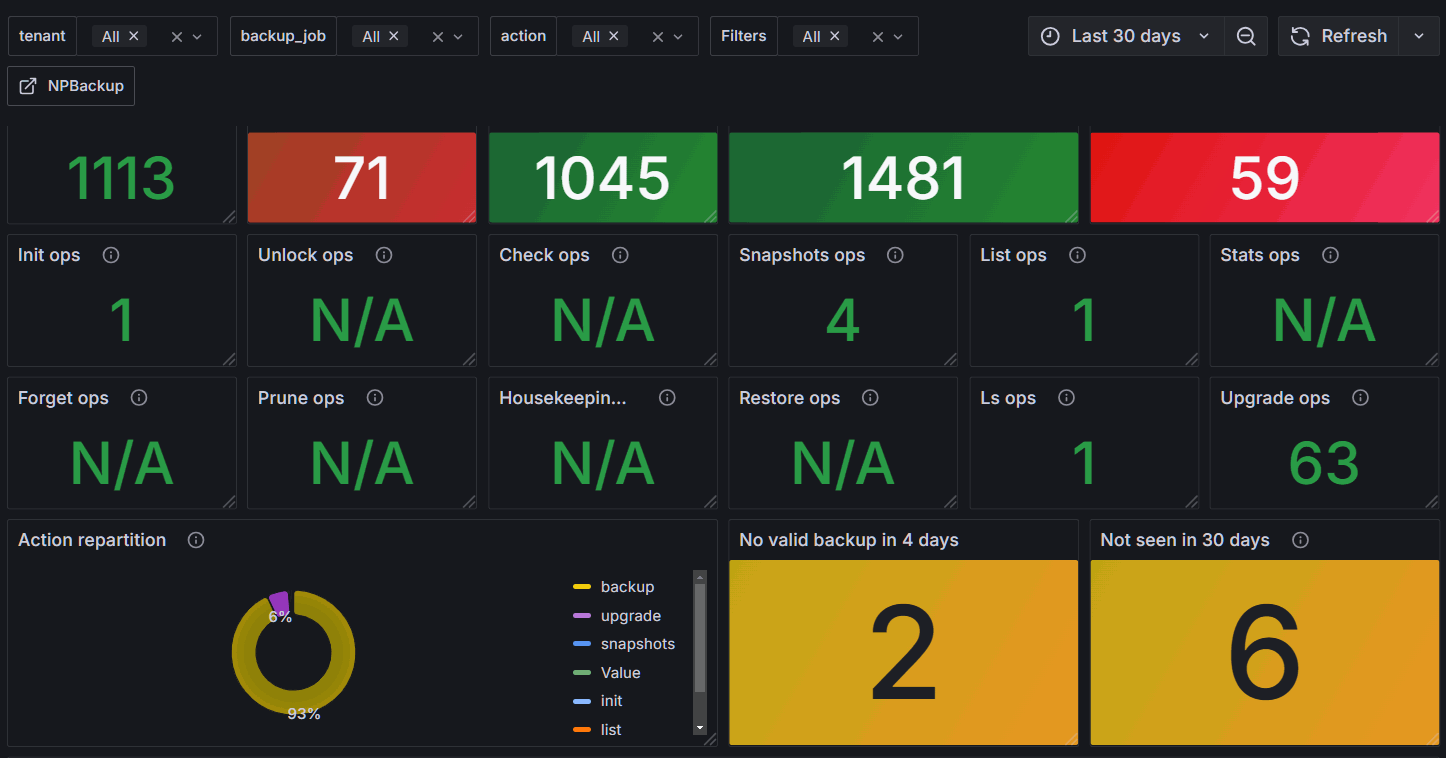 tenant All backup_job All action All Filters All Last 30 days Refresh
NPBackup
1113 71 1045 1481 59
Init ops Unlock ops Check ops Snapshots ops List ops Stats ops
1 N/A N/A 4 1 N/A
Forget ops Prune ops Housekeepin... Restore ops Ls ops Upgrade ops
N/A N/A N/A N/A 1 63
Action repartition No valid backup in 4 days Not seen in 30 days
6%
93%
backup
upgrade
snapshots
Value
init
list
2 6